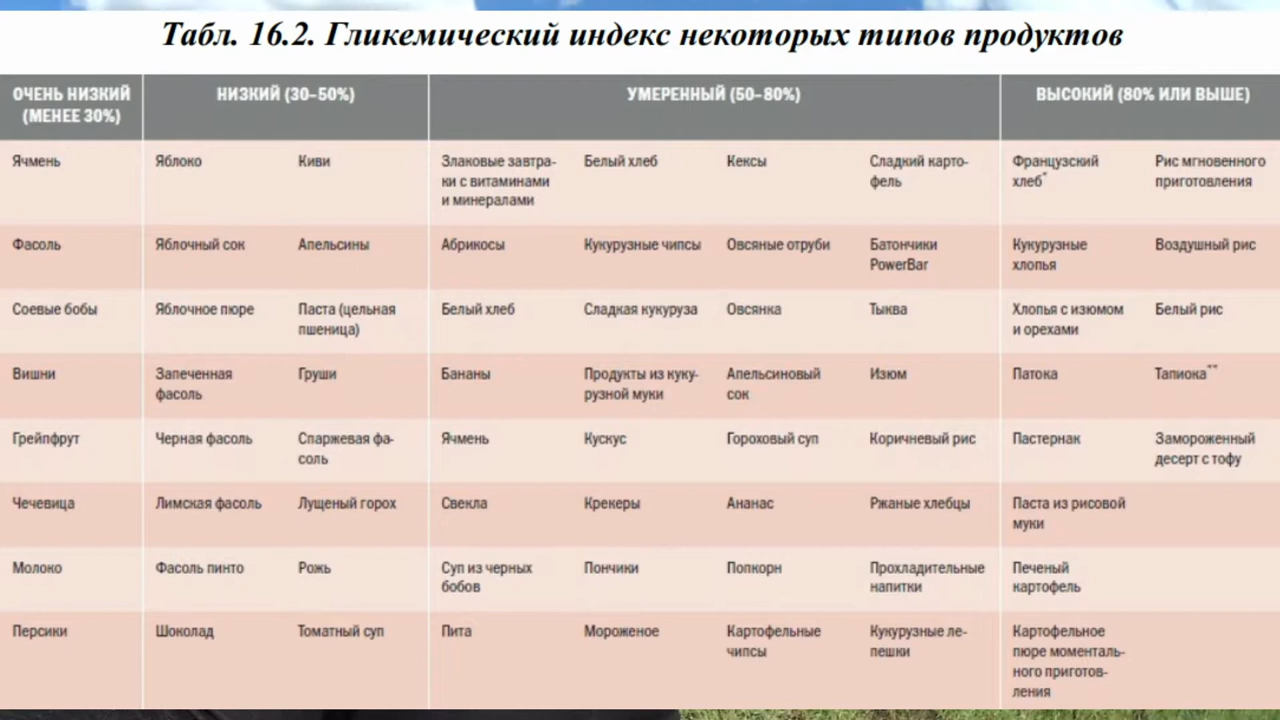 Табл. 16.2. Гликемический индекс некоторых типов продуктов
ОЧЕНЬ НИЗКИЙ
(МЕНЕЕ 30%)
НИЗКИЙ (30–50%)
УМЕРЕННЫЙ (50–80%)
ВЫСОКИЙ (80% ИЛИ ВЫШЕ)
Ячмень
Яблоко
Киви
Злаковые завтра-
ки с витаминами
и минералами
Белый хлеб
Кексы
Сладкий карто-
фель
Французский
хлеб*
Рис мгновенного
приготовления
Фасоль
Яблочный сок
Апельсины
Абрикосы
Кукурузные чипсы
Овсяные отруби
Батончики
PowerBar
Кукурузные
хлопья
Воздушный рис
Соевые бобы
Яблочное пюре
Паста (цельная
пшеница)
Белый хлеб
Сладкая кукуруза
Овсянка
Тыква
Хлопья с изюмом
и орехами
Белый рис
Вишни
Запеченная
фасоль
Груши
Бананы
Продукты из куку-
рузной муки
Апельсиновый
сок
Изюм
Патока
Тапиока**
Грейпфрут
Черная фасоль
Спаржевая фа-
соль
Ячмень
Кускус
Гороховый суп
Коричневый рис
Пастернак
Замороженный
десерт с тофу
Чечевица
Лимская фасоль
Лущеный горох
Свекла
Крекеры
Ананас
Ржаные хлебцы
Паста из рисовой
муки
Молоко
Фасоль пинто
Рожь
Суп из черных
бобов
Пончики
Попкорн
Прохладительные
напитки
Печеный
картофель
Персики
Шоколад
Томатный суп
Пита
Мороженое
Картофельные
чипсы
Кукурузные ле-
пешки
Картофельное
пюре моменталь-
ного приготов-
ления